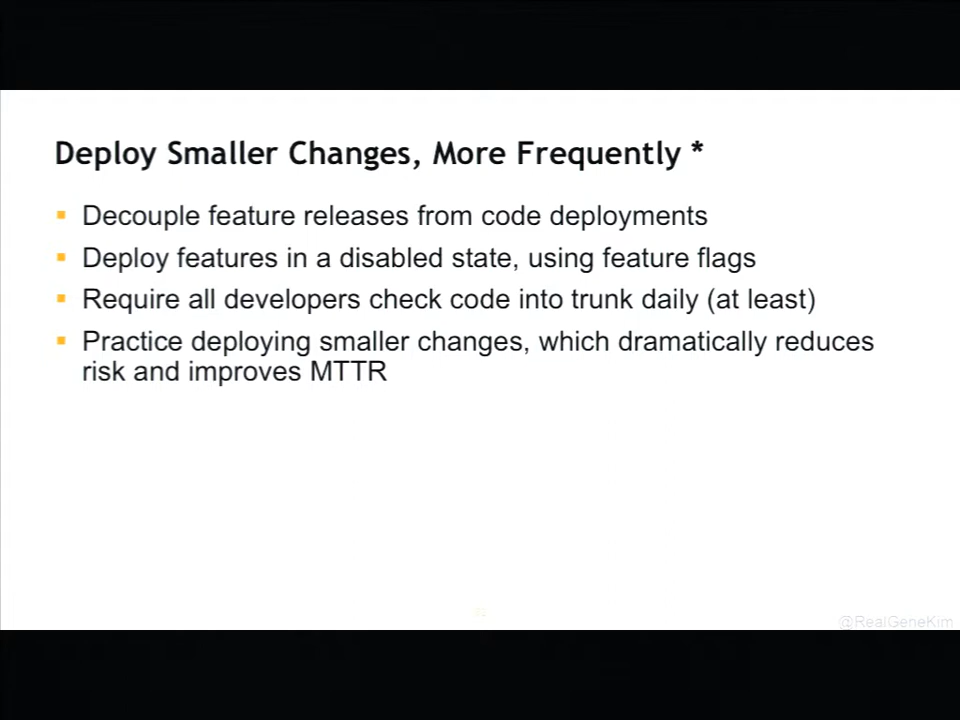 Deploy Smaller Changes, More Frequently *
Decouple feature releases from code deployments
Deploy features in a disabled state, using feature flags
Require all developers check code into trunk daily (at least)
Practice deploying smaller changes, which dramatically reduces
risk and improves MTTR
@RealGeneKim